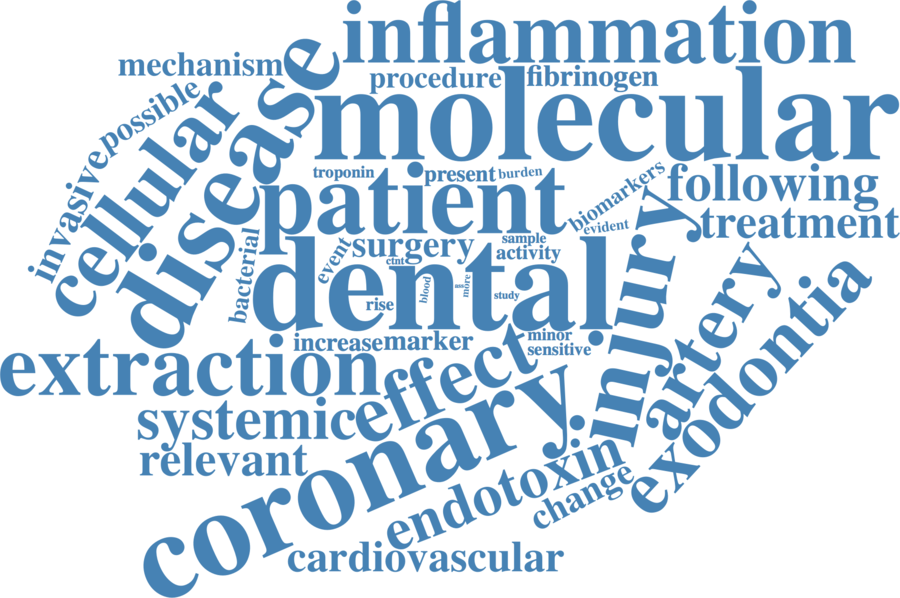 inflammation
mechanism
procedure
fibrinogen
disease
molecular
possible
cellular
invasive
troponin
present
burden
biomarkers
following
patient
evident
treatment
bacterial
event
surgery
sample
activity
ctnt
dental
injury
artery
rise
blood
ass
more
study
increase
marker
minor
sensitive
extraction
effect
exodontia
systemic
coronary
relevant
endotoxin
change
cardiovascular